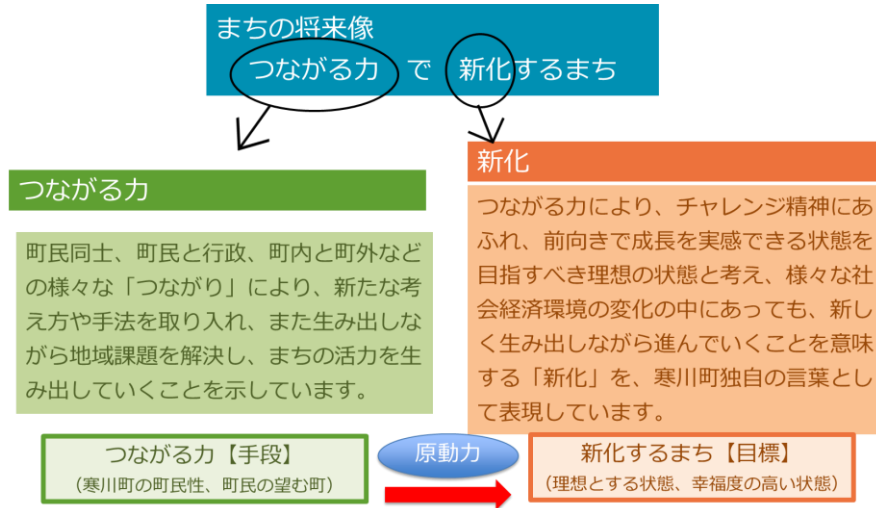 まちの将来像
つながる力 で 新化するまち
つながる力
町民同士、町民と行政、町内と町外など
の様々な「つながり」により、新たな考
え方や手法を取り入れ、また生み出しな
がら地域課題を解決し、まちの活力を生
み出していくことを示しています。
新化
つながる力により、チャレンジ精神にあ
ふれ、前向きで成長を実感できる状態を
目指すべき理想の状態と考え、様々な社
会経済環境の変化の中にあっても、新し
く生み出しながら進んでいくことを意味
する「新化」を、寒川町独自の言葉とし
て表現しています。
つながる力【手段】
(寒川町の町民性、町民の望む町)
原動力
新化するまち【目標】
(理想とする状態、幸福度の高い状態)